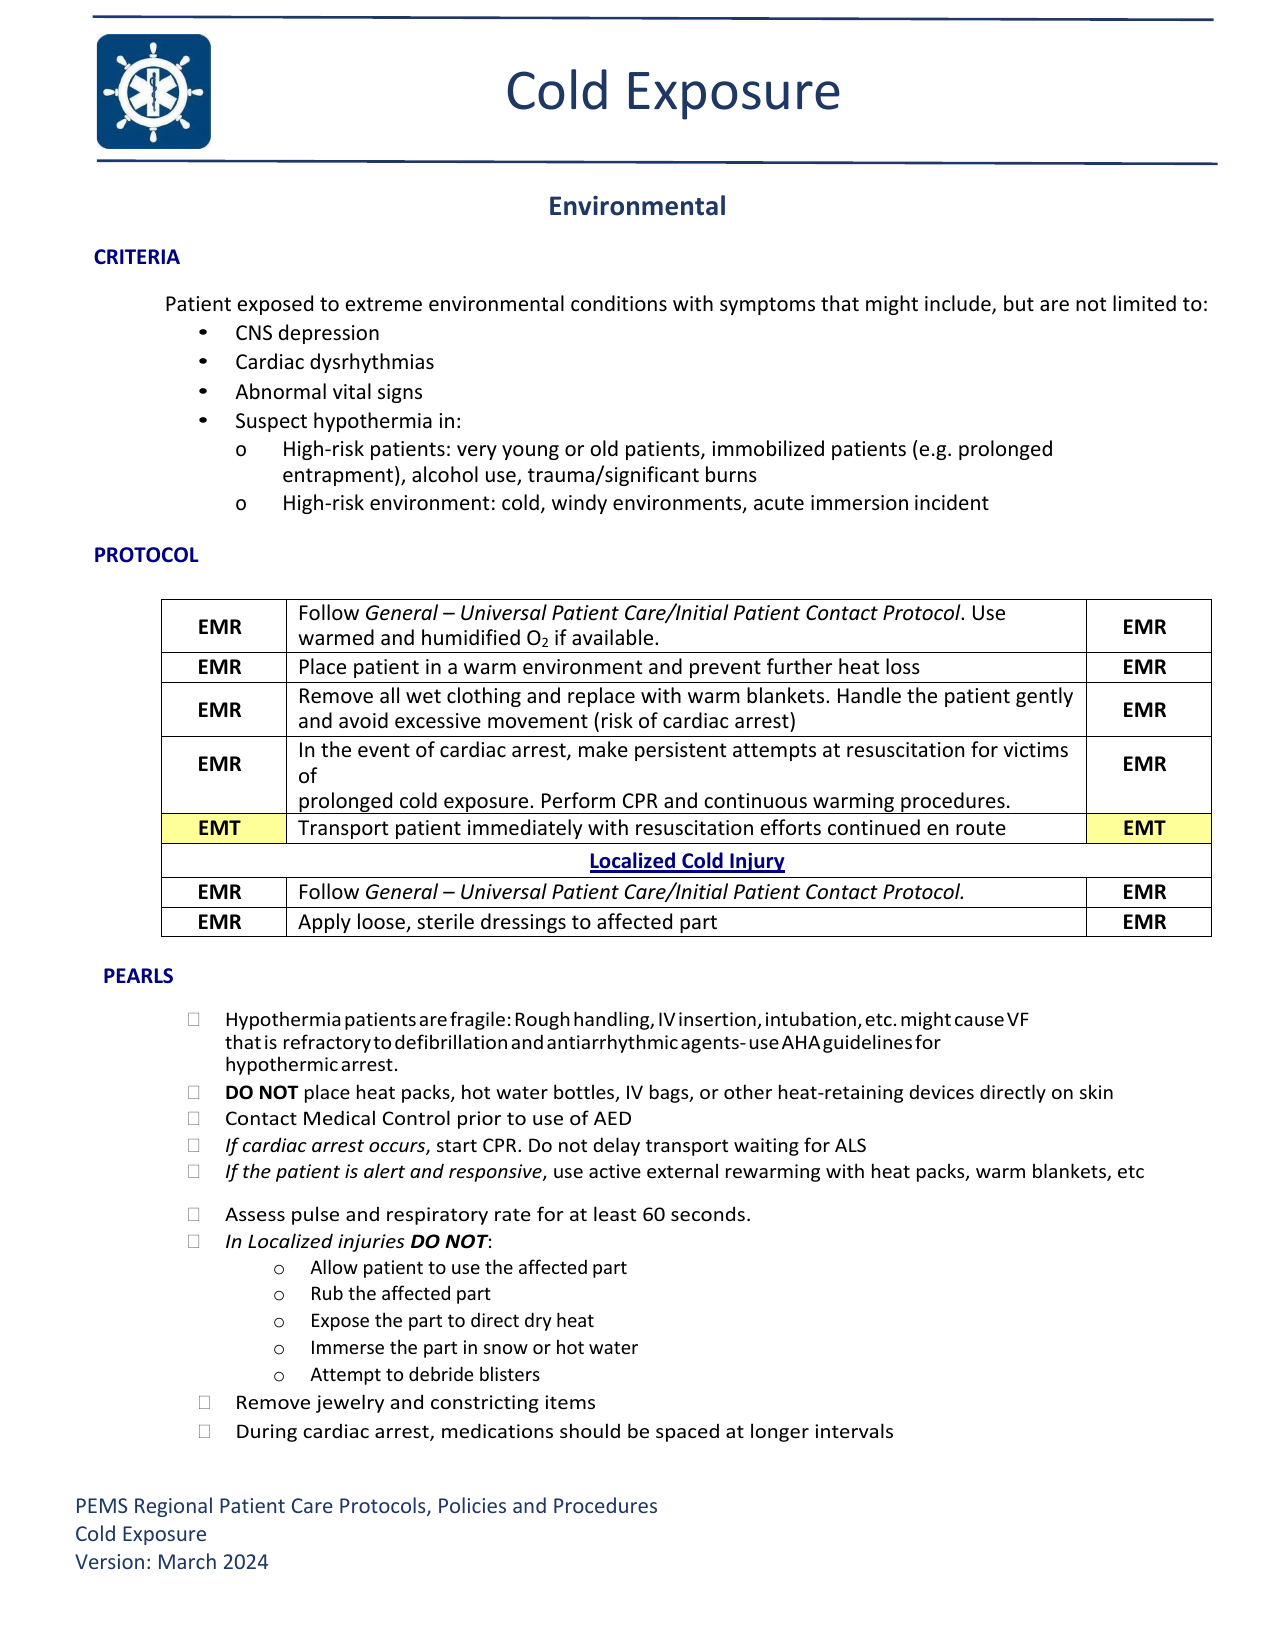 Cold Exposure
Environmental
CRITERIA
Patient exposed to extreme environmental conditions with symptoms that might include, but are not limited to:
• CNS depression
• Cardiac dysrhythmias
• Abnormal vital signs
• Suspect hypothermia in:
o High-risk patients: very young or old patients, immobilized patients (e.g. prolonged
entrapment), alcohol use, trauma/significant burns
o High-risk environment: cold, windy environments, acute immersion incident
PROTOCOL
EMR Follow General – Universal Patient Care/Initial Patient Contact Protocol. Use EMR
warmed and humidified O₂ if available.
EMR Place patient in a warm environment and prevent further heat loss EMR
EMR Remove all wet clothing and replace with warm blankets. Handle the patient gently EMR
and avoid excessive movement (risk of cardiac arrest)
EMR In the event of cardiac arrest, make persistent attempts at resuscitation for victims EMR
of
prolonged cold exposure. Perform CPR and continuous warming procedures.
EMT Transport patient immediately with resuscitation efforts continued en route EMT
Localized Cold Injury
EMR Follow General – Universal Patient Care/Initial Patient Contact Protocol. EMR
EMR Apply loose, sterile dressings to affected part EMR
PEARLS
Hypothermia patients are fragile: Rough handling, IV insertion, intubation, etc. might cause VF
that is refractory to defibrillation and antiarrhythmic agents- use AHA guidelines for
hypothermic arrest.
DO NOT place heat packs, hot water bottles, IV bags, or other heat-retaining devices directly on skin
Contact Medical Control prior to use of AED
If cardiac arrest occurs, start CPR. Do not delay transport waiting for ALS
If the patient is alert and responsive, use active external rewarming with heat packs, warm blankets, etc
Assess pulse and respiratory rate for at least 60 seconds.
In Localized injuries DO NOT:
o Allow patient to use the affected part
o Rub the affected part
o Expose the part to direct dry heat
o Immerse the part in snow or hot water
o Attempt to debride blisters
Remove jewelry and constricting items
During cardiac arrest, medications should be spaced at longer intervals
PEMS Regional Patient Care Protocols, Policies and Procedures
Cold Exposure
Version: March 2024